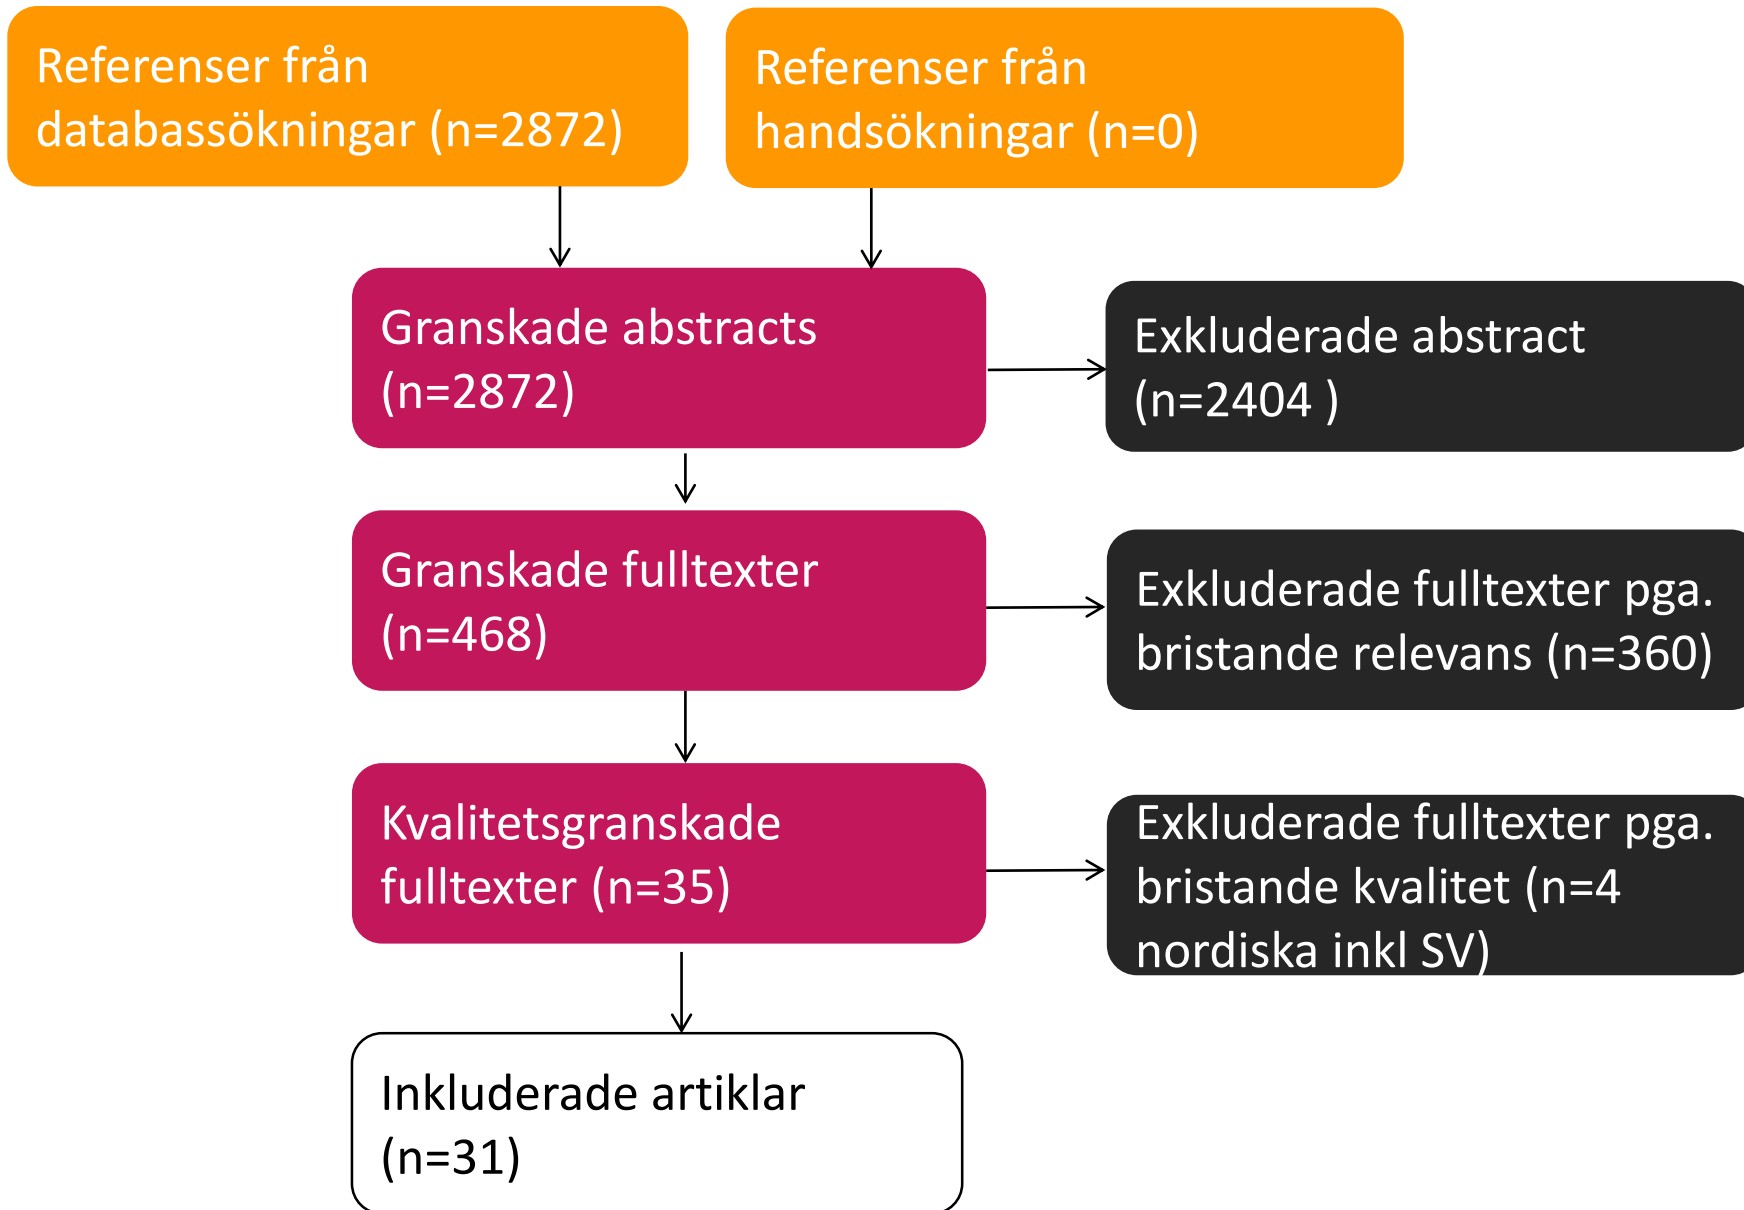 Referenser från
databassökningar (n=2872)
Referenser från
handsökningar (n=0)
Granskade abstracts
(n=2872)
Exkluderade abstract
(n=2404 )
Granskade fulltexter
(n=468)
Exkluderade fulltexter pga.
bristande relevans (n=360)
Kvalitetsgranskade
fulltexter (n=35)
Exkluderade fulltexter pga.
bristande kvalitet (n=4
nordiska inkl SV)
Inkluderade artiklar
(n=31)